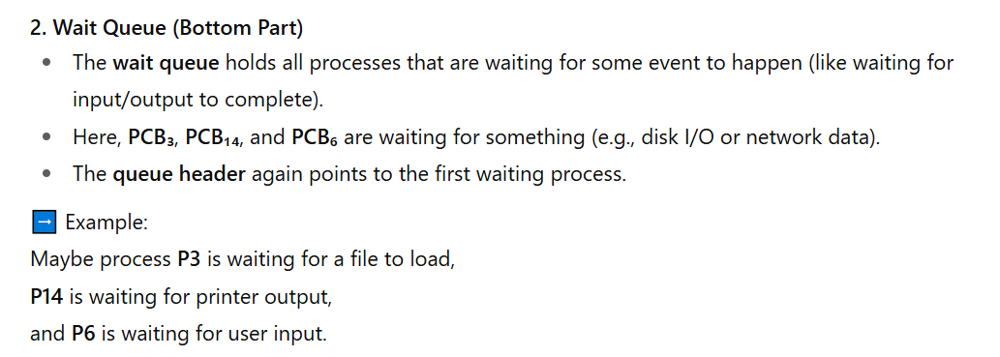 2. Wait Queue (Bottom Part)
• The wait queue holds all processes that are waiting for some event to happen (like waiting for
input/output to complete).
• Here, PCB₃, PCB₁₄, and PCB₆ are waiting for something (e.g., disk I/O or network data).
• The queue header again points to the first waiting process.
➡ Example:
Maybe process P3 is waiting for a file to load,
P14 is waiting for printer output,
and P6 is waiting for user input.